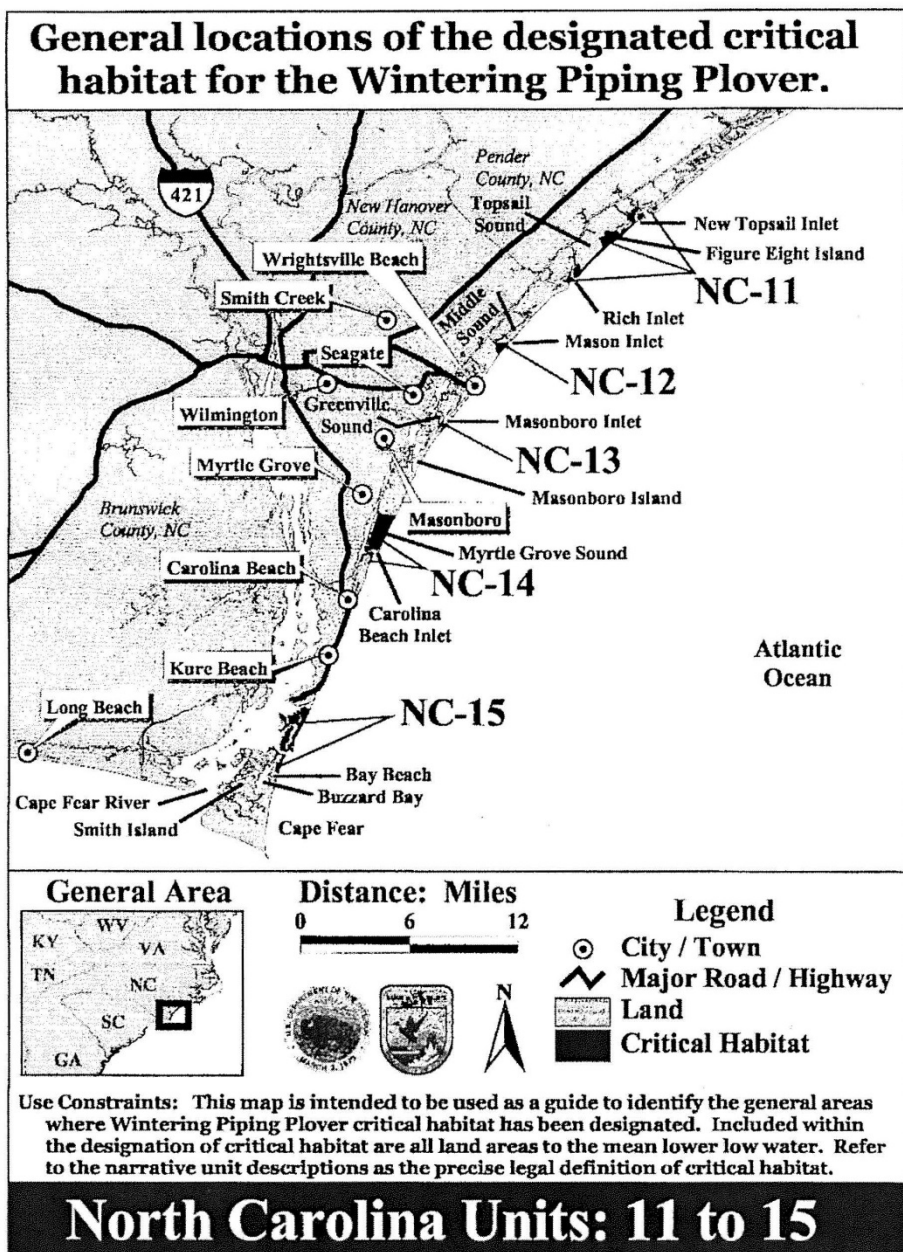 General locations of the designated critical
habitat for the Wintering Piping Plover.
421
Pender
County, NC
Topsail
Sound
New Hanover
County, NC
New Topsail Inlet
Figure Eight Island
Wrightsville Beach
NC-11
Smith Creek
Middle
Sound
Rich Inlet
Mason Inlet
Seagate
NC-12
Wilmington
Greenville
Sound
Masonboro Inlet
NC-13
Myrtle Grove
Masonboro Island
Brunswick
County, NC
Masonboro
Myrtle Grove Sound
Carolina Beach
NC-14
Carolina
Beach Inlet
Kure Beach
Atlantic
Ocean
Long Beach
NC-15
Bay Beach
Cape Fear River
Buzzard Bay
Smith Island
Cape Fear
General Area
KY
WV
VA
TN
NC
SC
GA
Distance: Miles
0 6 12
MARCH 3, 1849
N
Legend
City / Town
Major Road / Highway
Land
Critical Habitat
Use Constraints: This map is intended to be used as a guide to identify the general areas
where Wintering Piping Plover critical habitat has been designated. Included within
the designation of critical habitat are all land areas to the mean lower low water. Refer
to the narrative unit descriptions as the precise legal definition of critical habitat.
North Carolina Units: 11 to 15